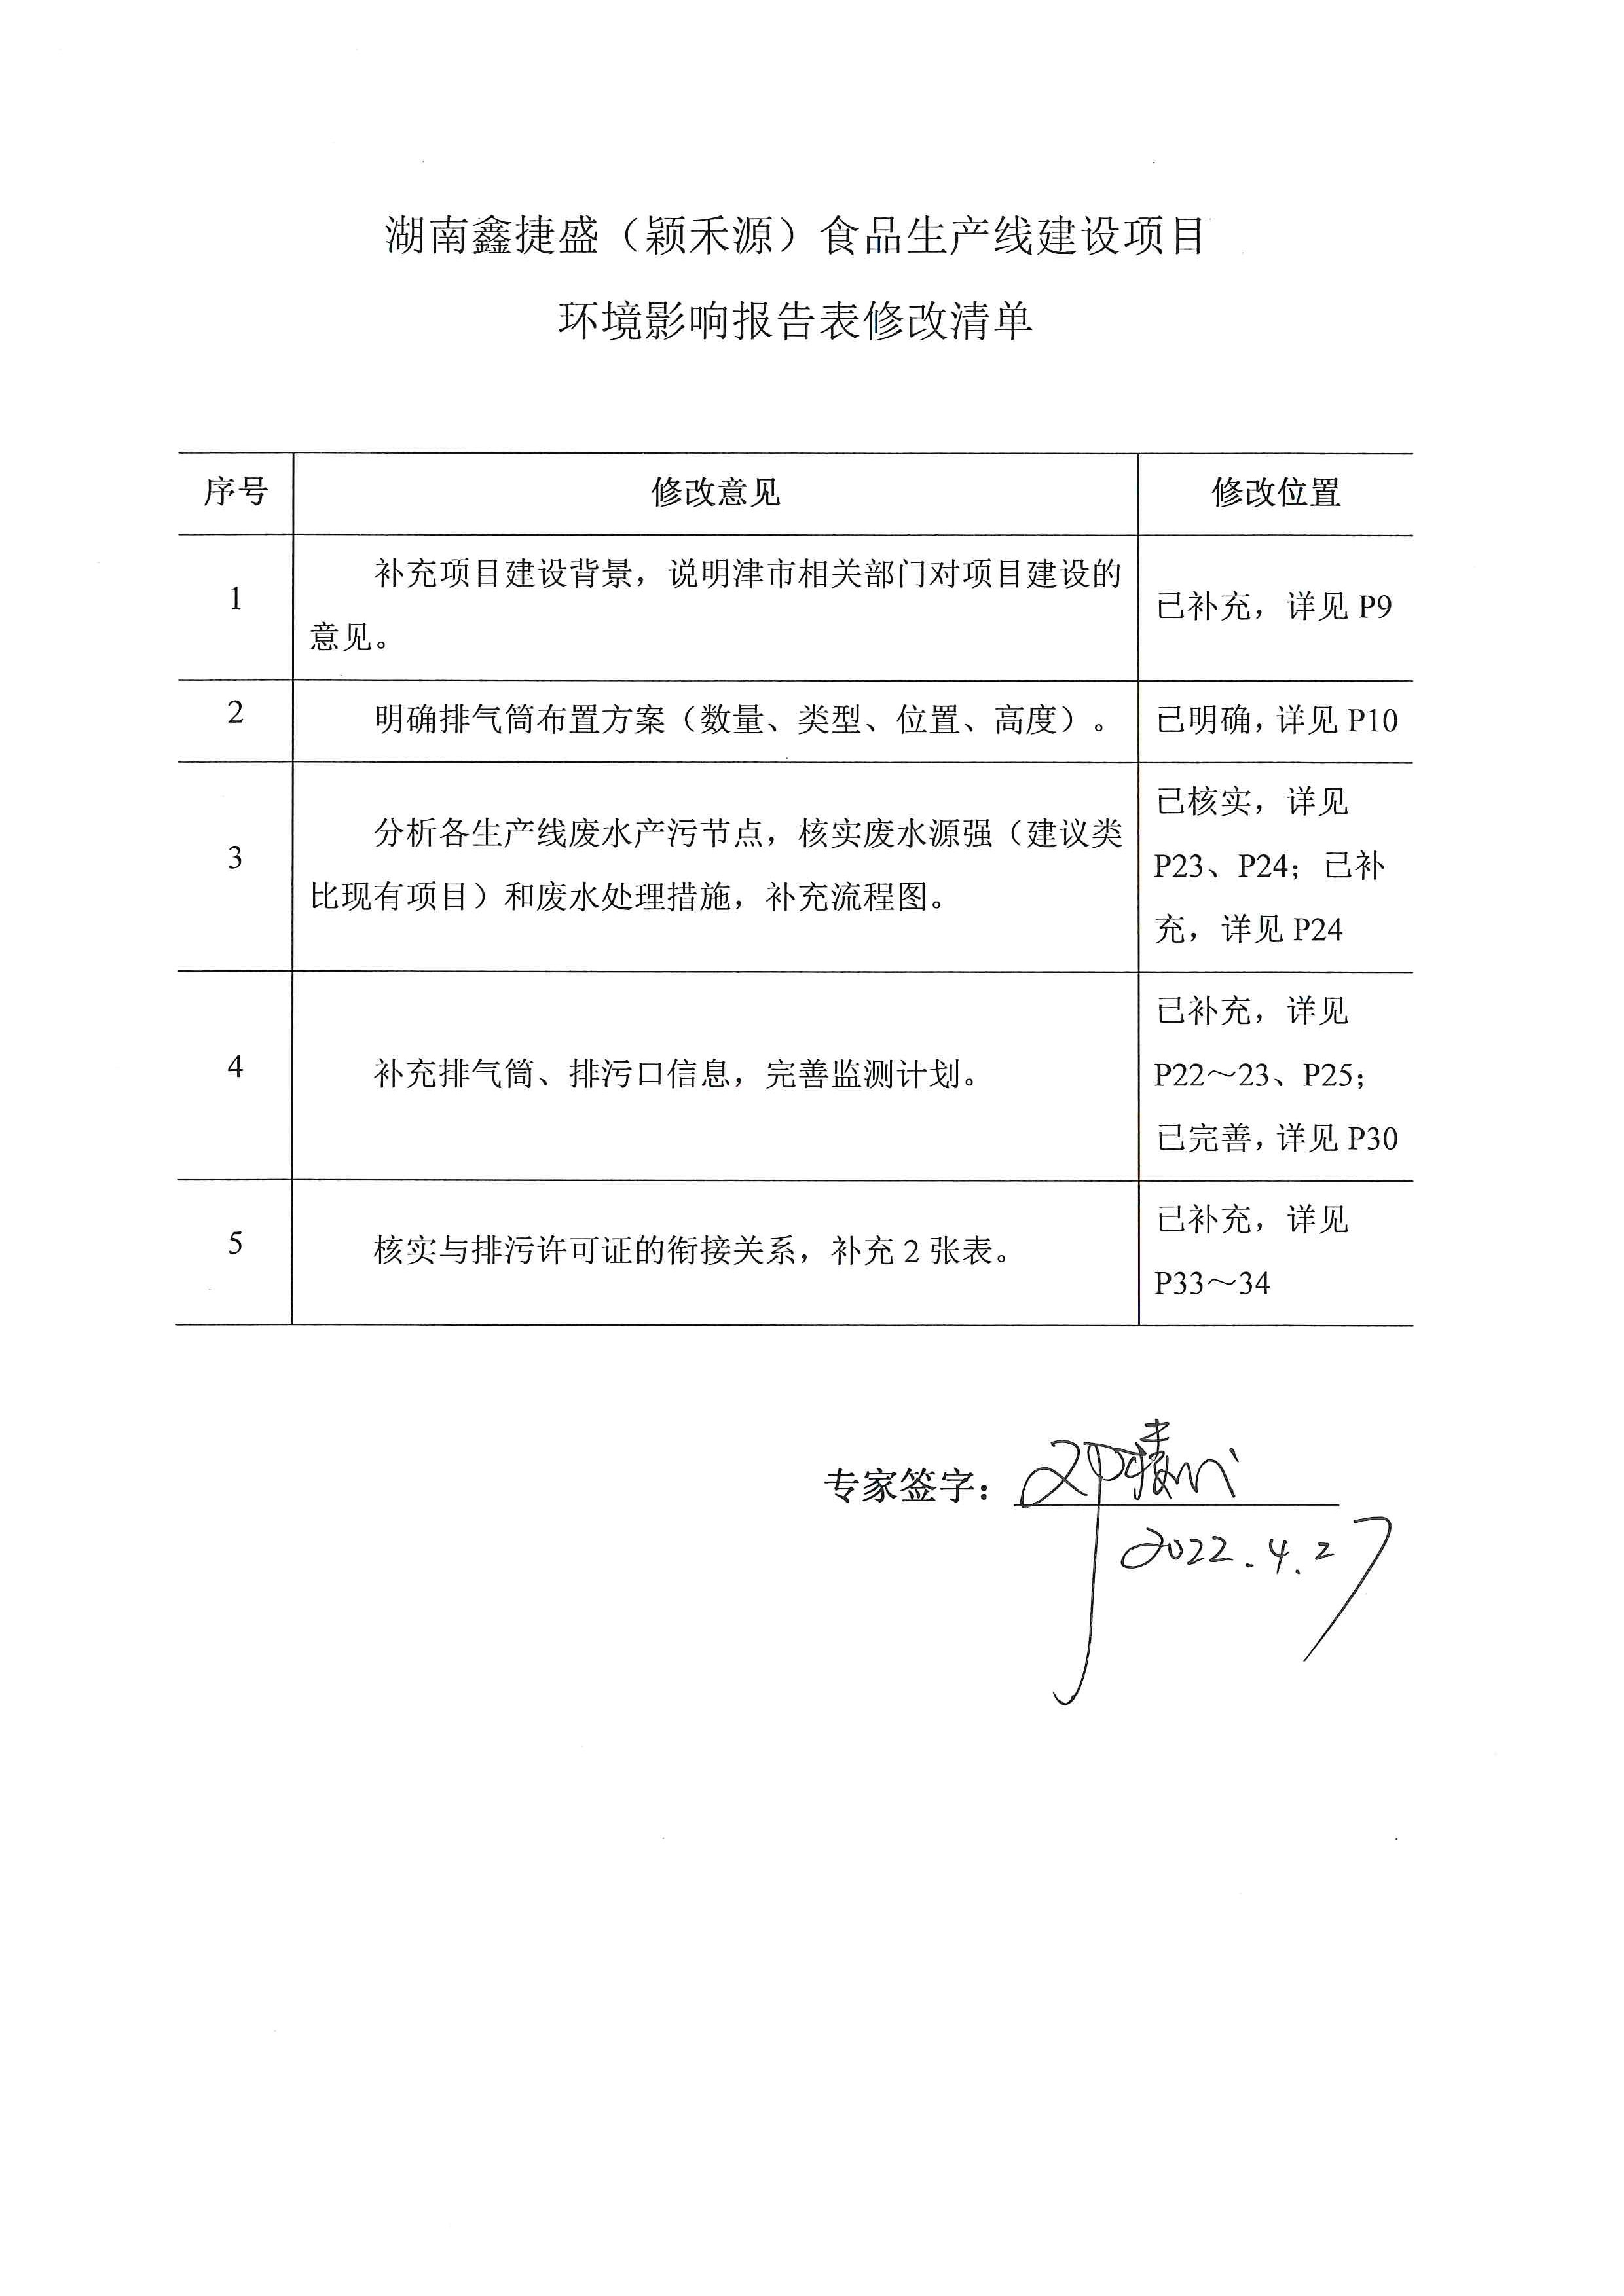 湖南鑫捷盛（颖禾源）食品生产线建设项目
环境影响报告表修改清单
序号 修改意见 修改位置
1 补充项目建设背景，说明津市相关部门对项目建设的
意见。
已补充，详见 P9
2 明确排气筒布置方案（数量、类型、位置、高度）。 已明确，详见 P10
3 分析各生产线废水产污节点，核实废水源强（建议类
比现有项目）和废水处理措施，补充流程图。
已核实，详见
P23、P24；已补
充，详见 P24
4 补充排气筒、排污口信息，完善监测计划。
已补充，详见
P22～23、P25；
已完善，详见 P30
5 核实与排污许可证的衔接关系，补充 2 张表。
已补充，详见
P33～34
专家签字：
2022.4.27